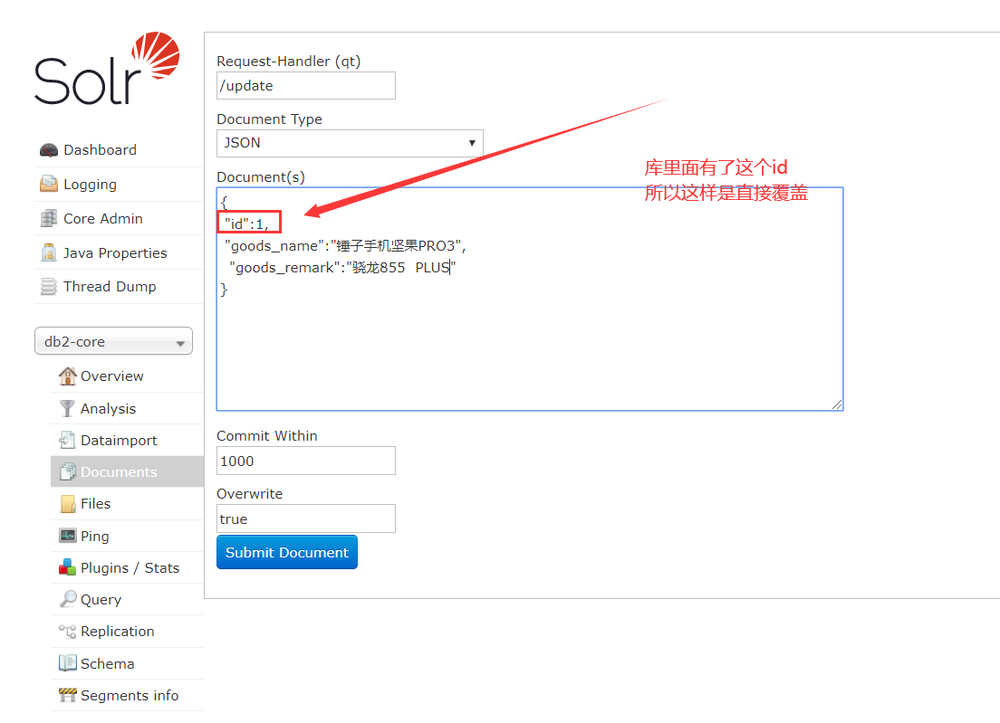 Solr
Dashboard
Logging
Core Admin
Java Properties
Thread Dump
db2-core
Overview
Analysis
Dataimport
Documents
Files
Ping
Plugins / Stats
Query
Replication
Schema
Segments info
Request-Handler (qt)
/update
Document Type
JSON
Document(s)
{
"id":1,
"goods_name":"锤子手机坚果PRO3",
"goods_remark":"骁龙855  PLUS"
}
库里面有了这个id
所以这样是直接覆盖
Commit Within
1000
Overwrite
true
Submit Document